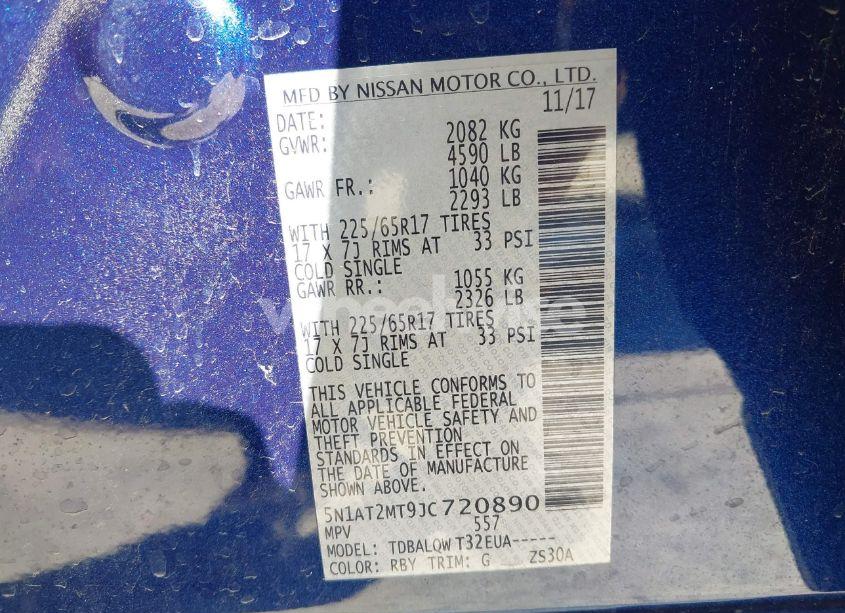 MFD BY NISSAN MOTOR CO., LTD.
DATE: 11/17
GVWR: 2082 KG
4590 LB
GAWR FR.: 1040 KG
2293 LB
WITH 225/65R17 TIRES
17 X 7J RIMS AT 33 PSI
COLD SINGLE
GAWR RR.: 1055 KG
2326 LB
WITH 225/65R17 TIRES
17 X 7J RIMS AT 33 PSI
COLD SINGLE
THIS VEHICLE CONFORMS TO
ALL APPLICABLE FEDERAL
MOTOR VEHICLE SAFETY AND
THEFT PREVENTION
STANDARDS IN EFFECT ON
THE DATE OF MANUFACTURE
SHOWN ABOVE.
5N1AT2MT9JC720890
MPV 557
MODEL: TDBALQW T32EUA-----
COLOR: RBY TRIM: G ZS30A